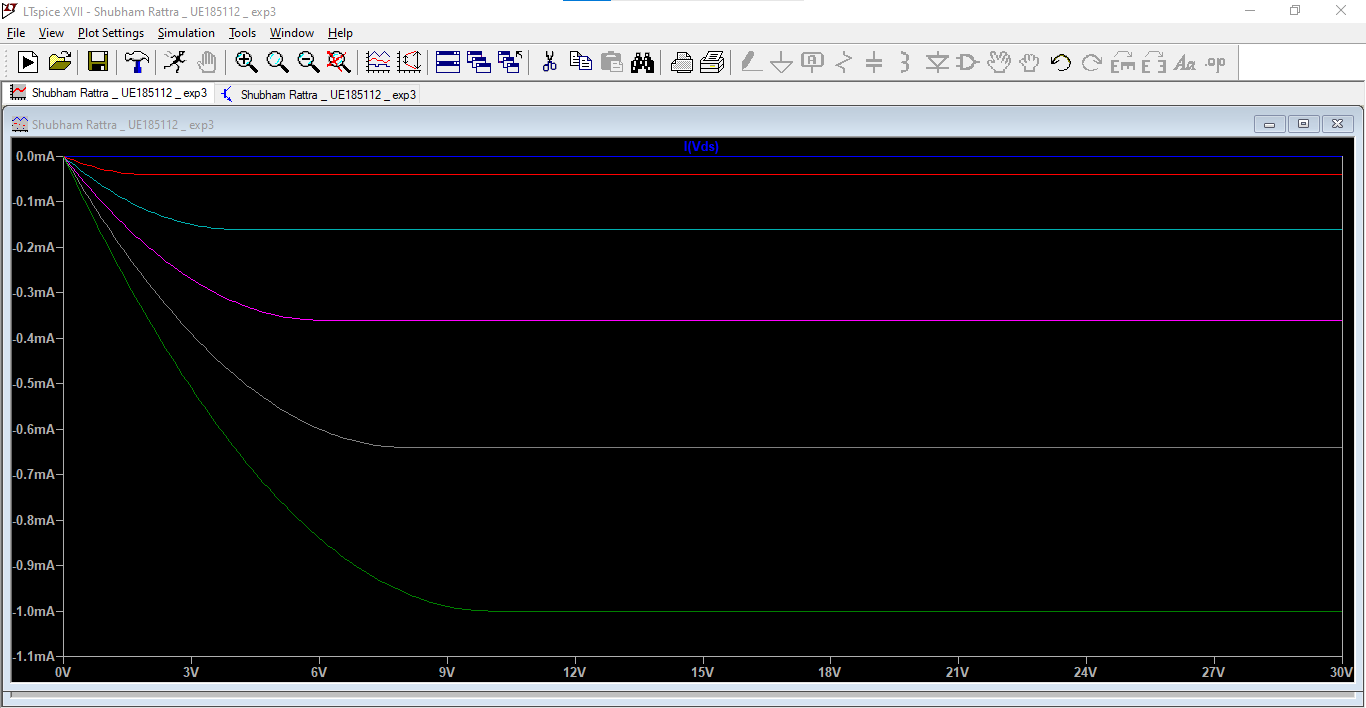 LTspice XVII - Shubham Rattra _ UE185112 _ exp3
File View Plot Settings Simulation Tools Window Help
A Aa .op
Shubham Rattra _ UE185112 _ exp3 Shubham Rattra _ UE185112 _ exp3
Shubham Rattra _ UE185112 _ exp3
I(Vds)
0.0mA
-0.1mA
-0.2mA
-0.3mA
-0.4mA
-0.5mA
-0.6mA
-0.7mA
-0.8mA
-0.9mA
-1.0mA
-1.1mA
0V 3V 6V 9V 12V 15V 18V 21V 24V 27V 30V